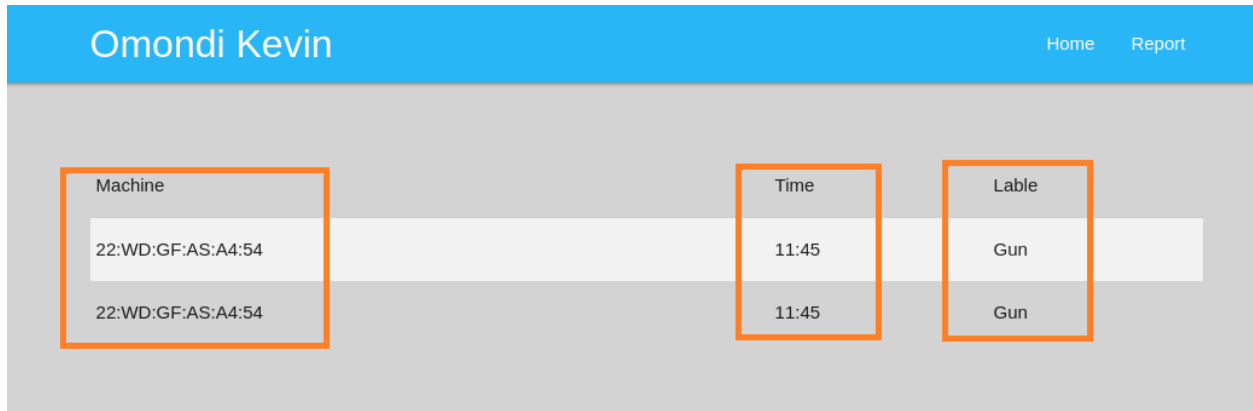 Omondi Kevin Home Report
Machine Time Lable
22:WD:GF:AS:A4:54 11:45 Gun
22:WD:GF:AS:A4:54 11:45 Gun